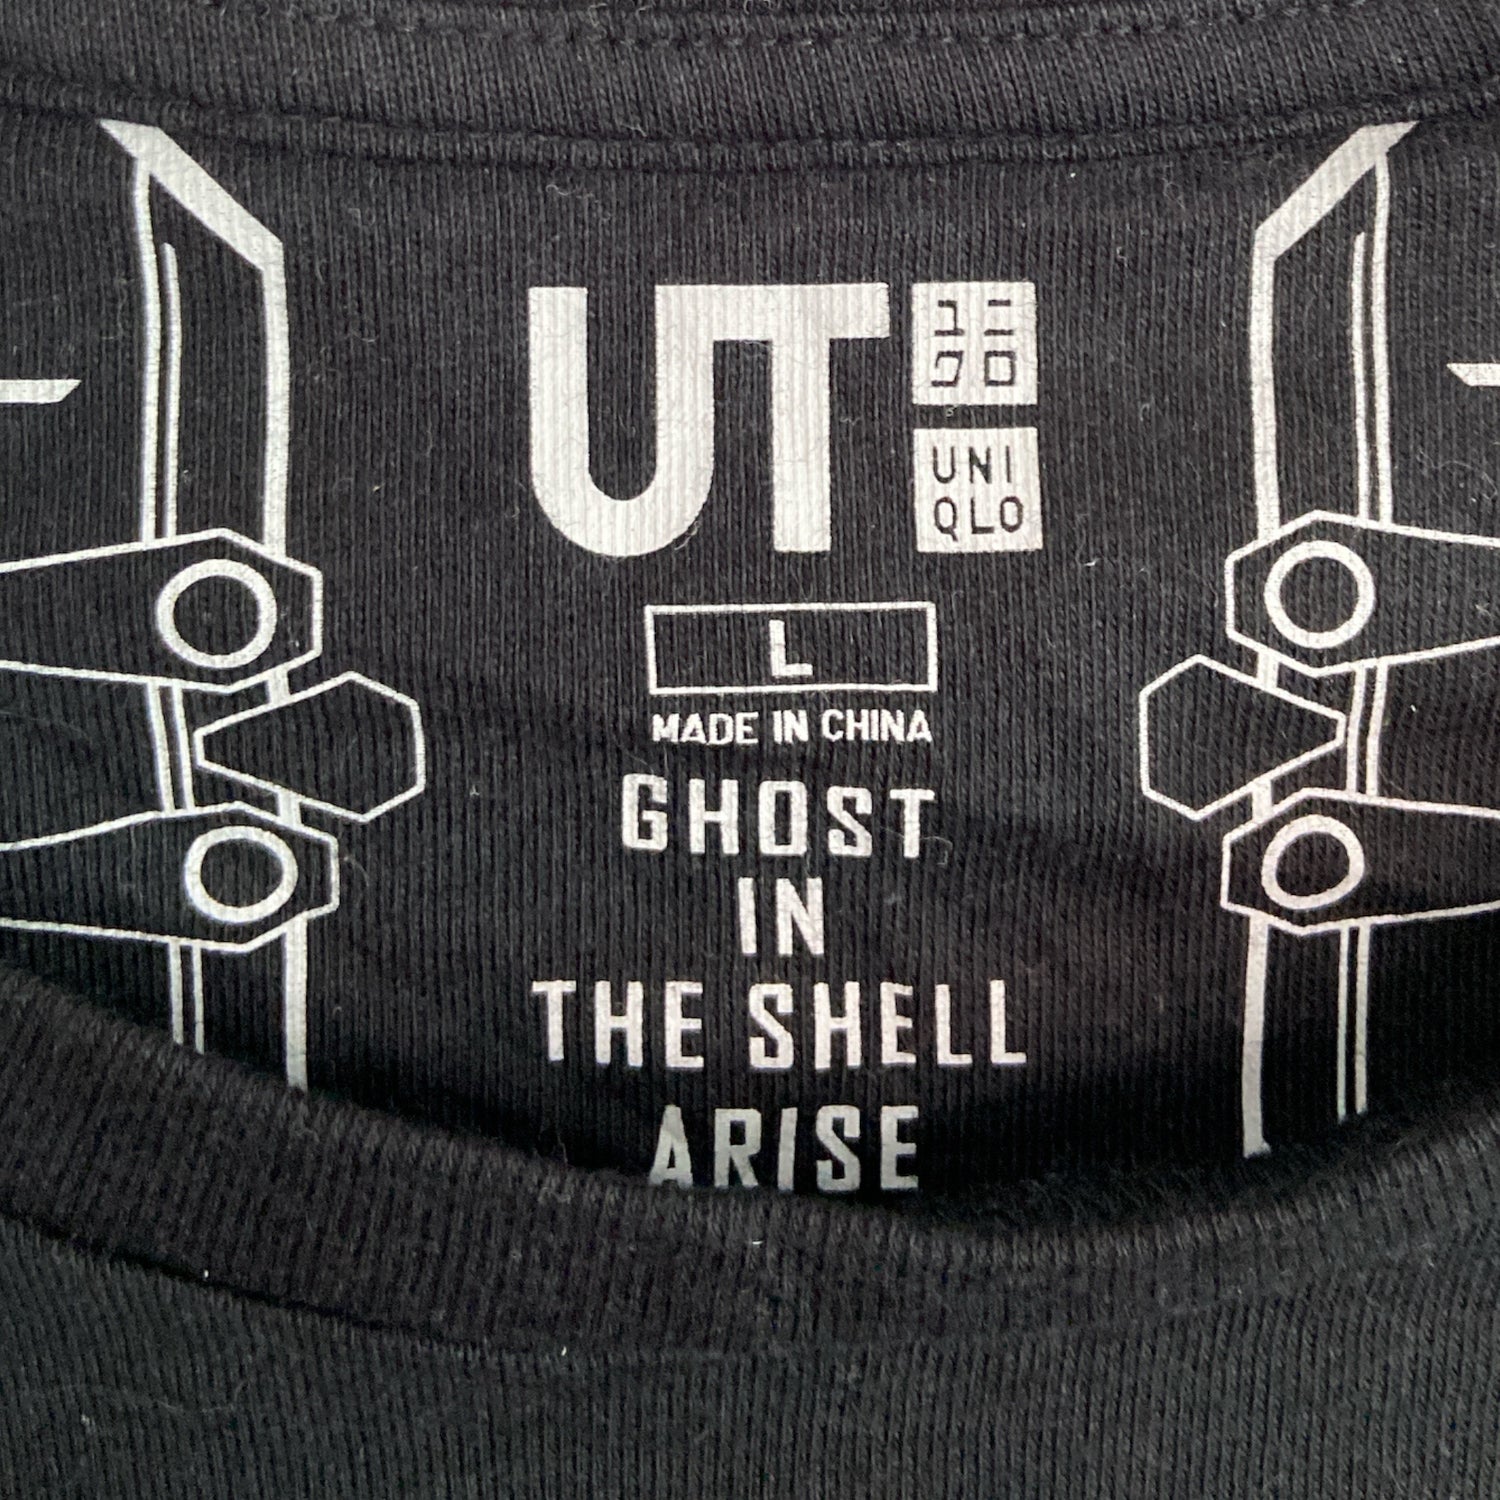 UT
ユニ
クロ
UNI
QLO
L
MADE IN CHINA
GHOST
IN
THE SHELL
ARISE